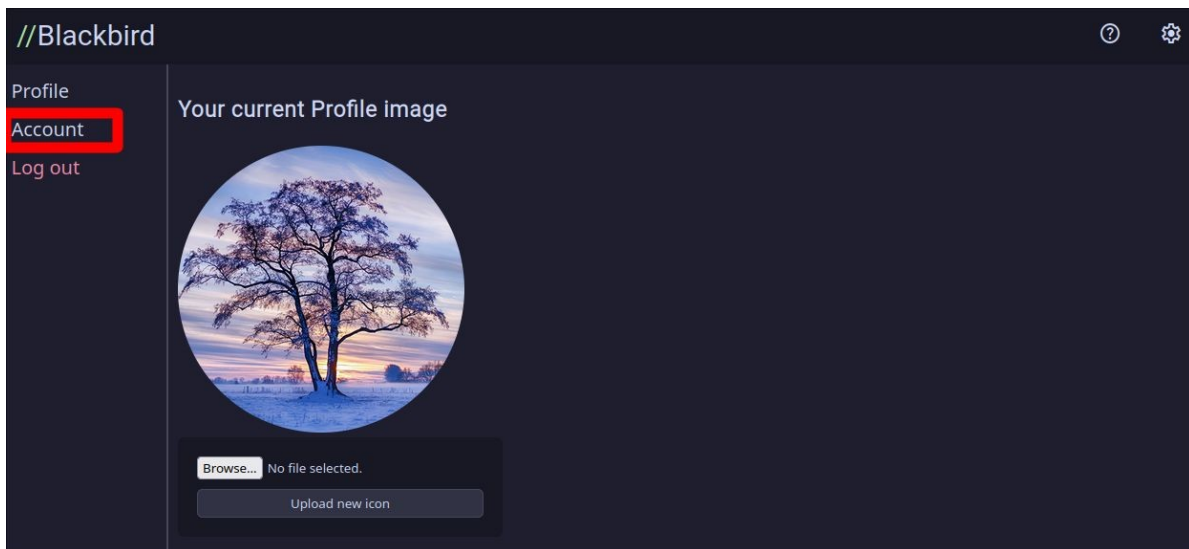 //Blackbird
Profile
Account
Log out
Your current Profile image
Browse... No file selected.
Upload new icon